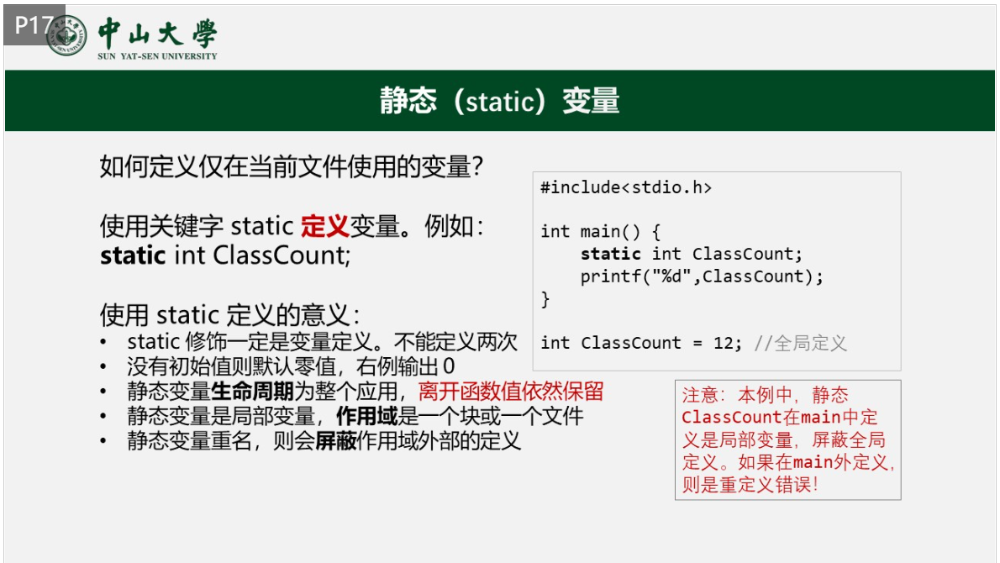 P17
中山大學
SUN YAT-SEN UNIVERSITY
静态（static）变量
如何定义仅在当前文件使用的变量？
使用关键字 static 定义变量。例如：
static int ClassCount;
使用 static 定义的意义：
• static 修饰一定是变量定义。不能定义两次
• 没有初始值则默认零值，右例输出 0
• 静态变量生命周期为整个应用，离开函数值依然保留
• 静态变量是局部变量，作用域是一个块或一个文件
• 静态变量重名，则会屏蔽作用域外部的定义
#include<stdio.h>
int main() {
    static int ClassCount;
    printf("%d",ClassCount);
}
int ClassCount = 12; //全局定义
注意：本例中，静态
ClassCount在main中定
义是局部变量，屏蔽全局
定义。如果在main外定义，
则是重定义错误！